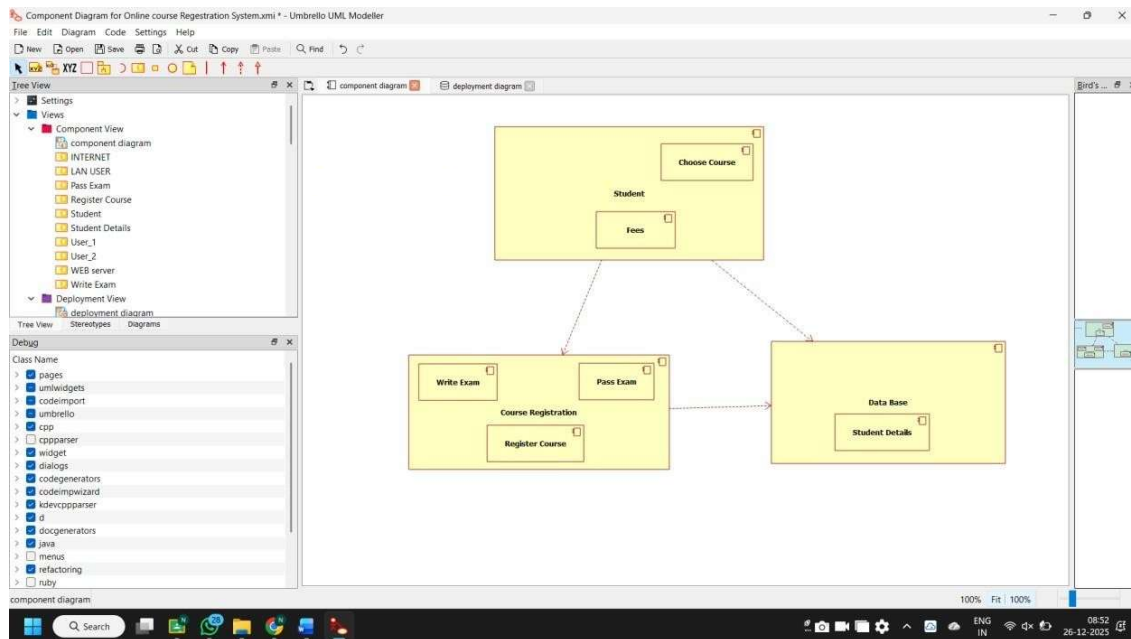 Component Diagram for Online course Regestration System.xmi * - Umbrello UML Modeller
File Edit Diagram Code Settings Help
New Open Save Cut Copy Paste Find
XYZ
Tree View
component diagram
deployment diagram
Bird's ...
Settings
Views
Component View
component diagram
INTERNET
LAN USER
Pass Exam
Register Course
Student
Student Details
User_1
User_2
WEB server
Write Exam
Deployment View
deployment diagram
Tree View Stereotypes Diagrams
Debug
Class Name
pages
umlwidgets
codeimport
umbrello
cpp
cppparser
widget
dialogs
codegenerators
codeimpwizard
kdevcppparser
d
docgenerators
java
menus
refactoring
ruby
Choose Course
Student
Fees
Write Exam
Pass Exam
Course Registration
Register Course
Data Base
Student Details
component diagram
100% Fit 100%
Search
28
ENG
IN
08:52
26-12-2025